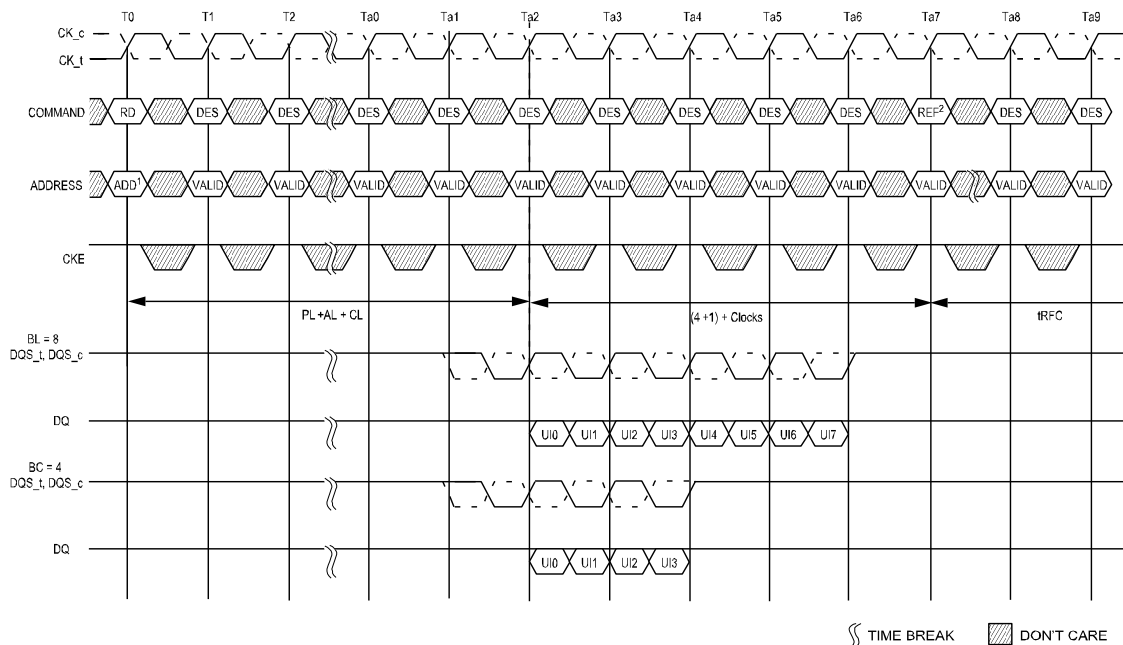 T0 T1 T2 Ta0 Ta1 Ta2 Ta3 Ta4 Ta5 Ta6 Ta7 Ta8 Ta9
CK_c
CK_t
COMMAND RD DES DES DES DES DES DES DES DES DES REF² DES DES
ADDRESS ADD¹ VALID VALID VALID VALID VALID VALID VALID VALID VALID VALID VALID VALID
CKE
PL +AL + CL (4 +1) + Clocks tRFC
BL = 8
DQS_t, DQS_c
DQ UI0 UI1 UI2 UI3 UI4 UI5 UI6 UI7
BC = 4
DQS_t, DQS_c
DQ UI0 UI1 UI2 UI3
TIME BREAK DON'T CARE